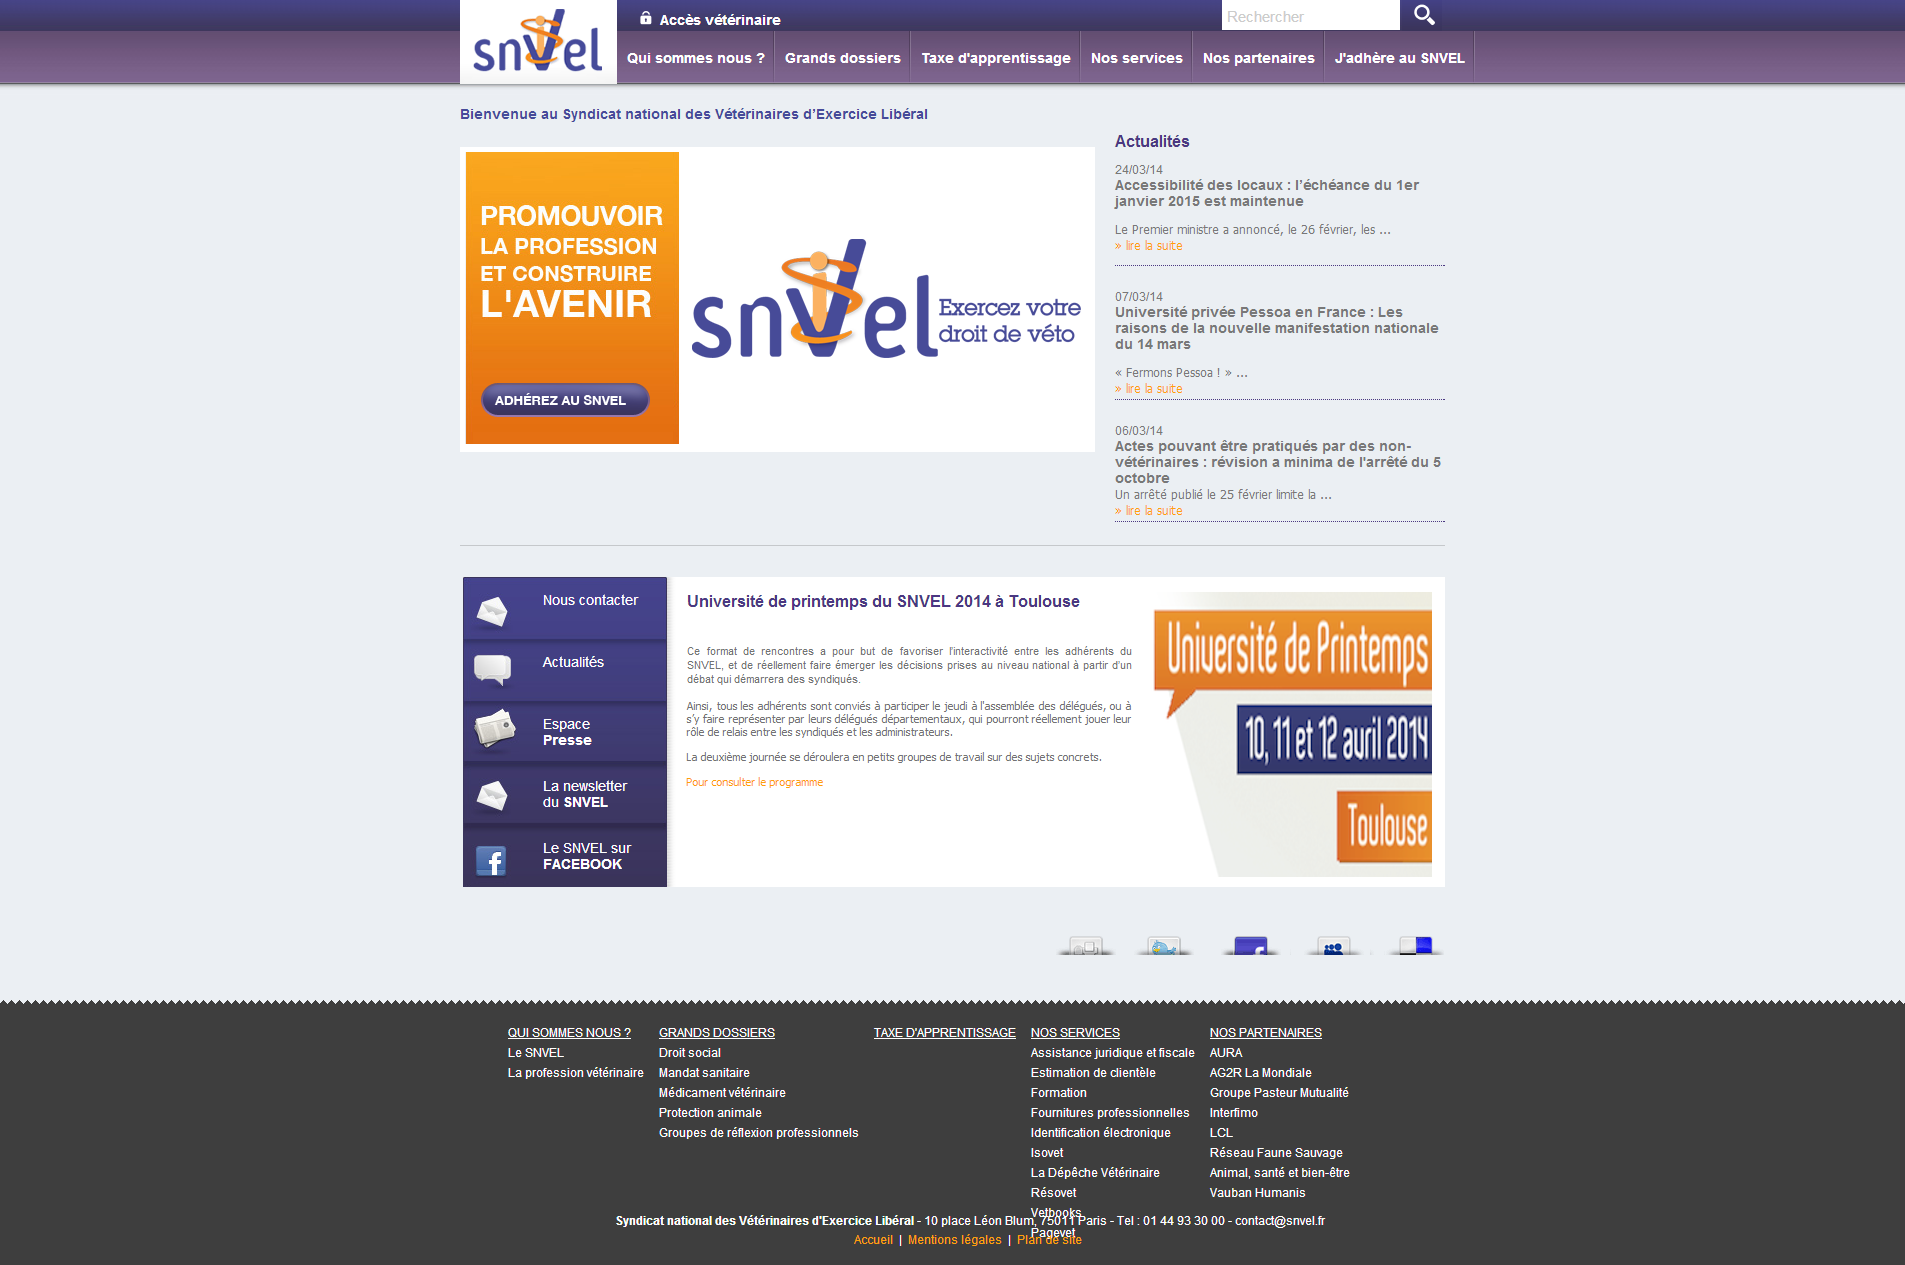 snVel
Accès vétérinaire
Rechercher
Qui sommes nous ?
Grands dossiers
Taxe d'apprentissage
Nos services
Nos partenaires
J'adhère au SNVEL
Bienvenue au Syndicat national des Vétérinaires d'Exercice Libéral
PROMOUVOIR
LA PROFESSION
ET CONSTRUIRE
L'AVENIR
ADHÉREZ AU SNVEL
snVel
Exercez votre
droit de véto
Actualités
24/03/14
Accessibilité des locaux : l'échéance du 1er
janvier 2015 est maintenue
Le Premier ministre a annoncé, le 26 février, les ...
» lire la suite
07/03/14
Université privée Pessoa en France : Les
raisons de la nouvelle manifestation nationale
du 14 mars
« Fermons Pessoa ! » ...
» lire la suite
06/03/14
Actes pouvant être pratiqués par des non-
vétérinaires : révision a minima de l'arrêté du 5
octobre
Un arrêté publié le 25 février limite la ...
» lire la suite
Nous contacter
Actualités
Espace
Presse
La newsletter
du SNVEL
Le SNVEL sur
FACEBOOK
Université de printemps du SNVEL 2014 à Toulouse
Ce format de rencontres a pour but de favoriser l'interactivité entre les adhérents du
SNVEL, et de réellement faire émerger les décisions prises au niveau national à partir d'un
débat qui démarrera des syndiqués.
Ainsi, tous les adhérents sont conviés à participer le jeudi à l'assemblée des délégués, ou à
s'y faire représenter par leurs délégués départementaux, qui pourront réellement jouer leur
rôle de relais entre les syndiqués et les administrateurs.
La deuxième journée se déroulera en petits groupes de travail sur des sujets concrets.
Pour consulter le programme
Université de Printemps
10, 11 et 12 avril 2014
Toulouse
QUI SOMMES NOUS ?
Le SNVEL
La profession vétérinaire
GRANDS DOSSIERS
Droit social
Mandat sanitaire
Médicament vétérinaire
Protection animale
Groupes de réflexion professionnels
TAXE D'APPRENTISSAGE
NOS SERVICES
Assistance juridique et fiscale
Estimation de clientèle
Formation
Fournitures professionnelles
Identification électronique
Isovet
La Dépêche Vétérinaire
Résovet
Vetbooks
Pagevet
NOS PARTENAIRES
AURA
AG2R La Mondiale
Groupe Pasteur Mutualité
Interfimo
LCL
Réseau Faune Sauvage
Animal, santé et bien-être
Vauban Humanis
Syndicat national des Vétérinaires d'Exercice Libéral - 10 place Léon Blum, 75011 Paris - Tel : 01 44 93 30 00 - contact@snvel.fr
Accueil | Mentions légales | Plan de site